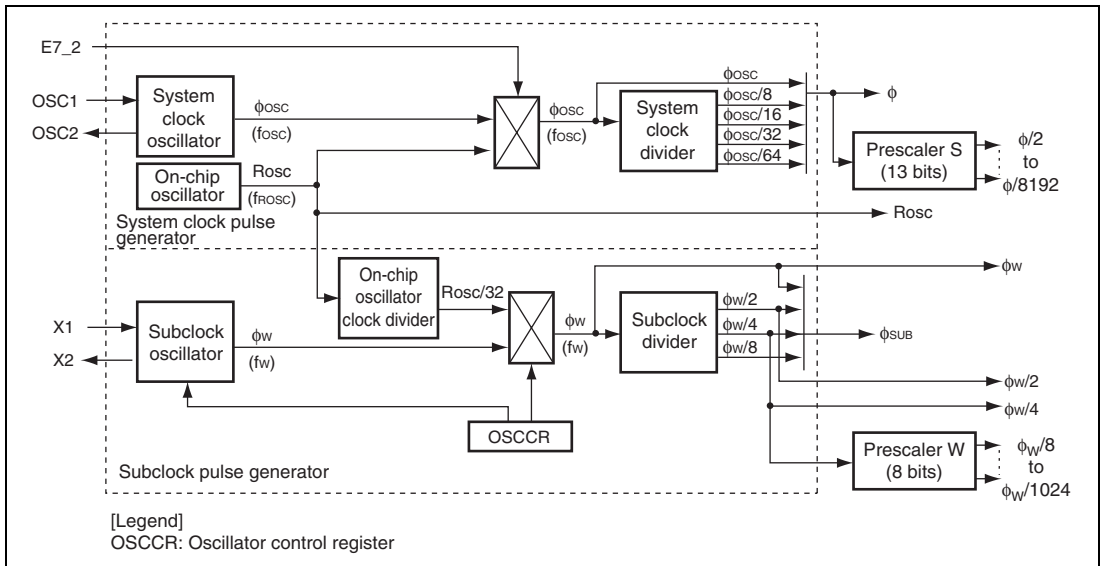 E7_2
OSC1
OSC2
System
clock
oscillator
φOSC
(fOSC)
On-chip
oscillator
Rosc
(fROSC)
System clock pulse
generator
φOSC
(fOSC)
System
clock
divider
φOSC
φOSC/8
φOSC/16
φOSC/32
φOSC/64
φ
Prescaler S
(13 bits)
φ/2
to
φ/8192
Rosc
On-chip
oscillator
clock divider
Rosc/32
X1
X2
Subclock
oscillator
φW
(fW)
φW
(fW)
Subclock
divider
φW/2
φW/4
φW/8
φW
φSUB
φW/2
φW/4
OSCCR
Prescaler W
(8 bits)
φW/8
to
φW/1024
Subclock pulse generator
[Legend]
OSCCR: Oscillator control register